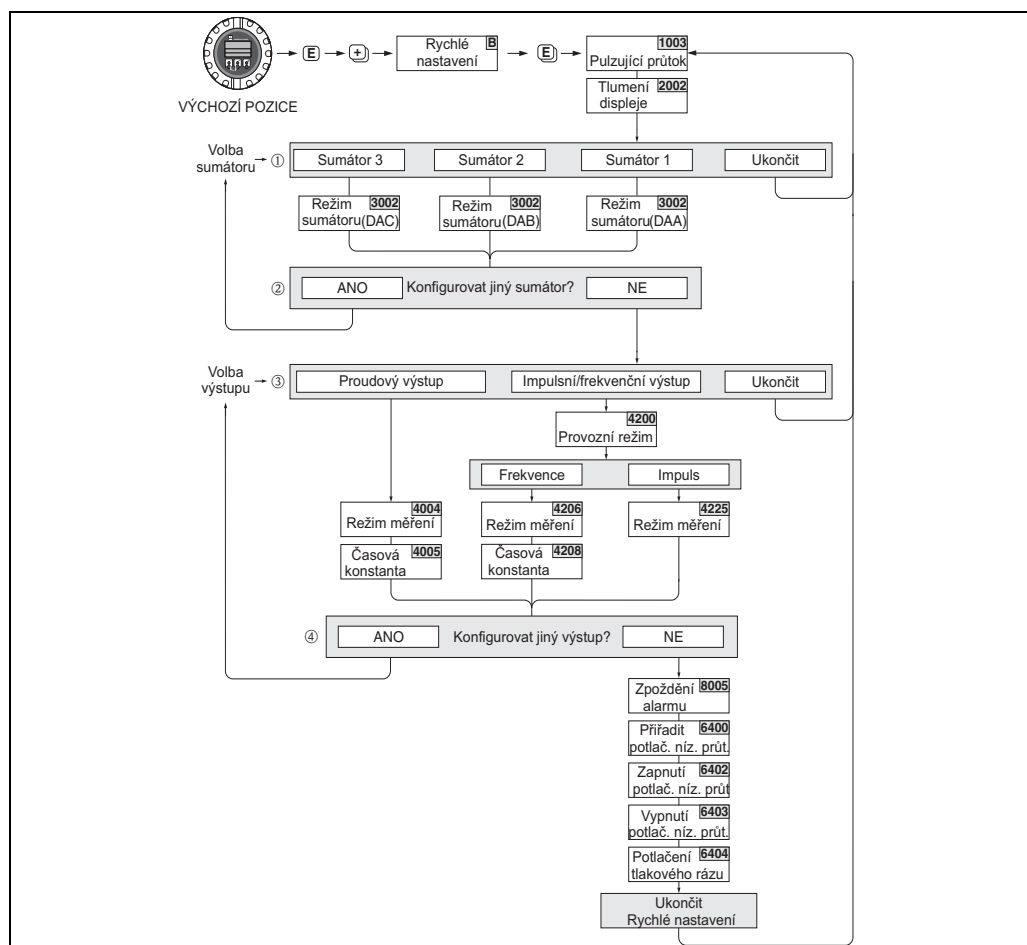 E
+
Rychlé B
nastavení
E
1003
Pulzující průtok
VÝCHOZÍ POZICE
Tlumení 2002
displeje
Volba
sumátoru
①
Sumátor 3
Sumátor 2
Sumátor 1
Ukončit
Režim 3002
sumátoru(DAC)
Režim 3002
sumátoru(DAB)
Režim 3002
sumátoru(DAA)
②
ANO
Konfigurovat jiný sumátor?
NE
Volba
výstupu
③
Proudový výstup
Impulsní/frekvenční výstup
Ukončit
4200
Provozní režim
Frekvence
Impuls
4004
Režim měření
4206
Režim měření
4225
Režim měření
Časová 4005
konstanta
Časová 4208
konstanta
④
ANO
Konfigurovat jiný výstup?
NE
Zpoždění 8005
alarmu
Přiřadit 6400
potlač. níz. průt.
Zapnutí 6402
potlač. níz. průt
Vypnutí 6403
potlač. níz. průt.
Potlačení 6404
tlakového rázu
Ukončit
Rychlé nastavení